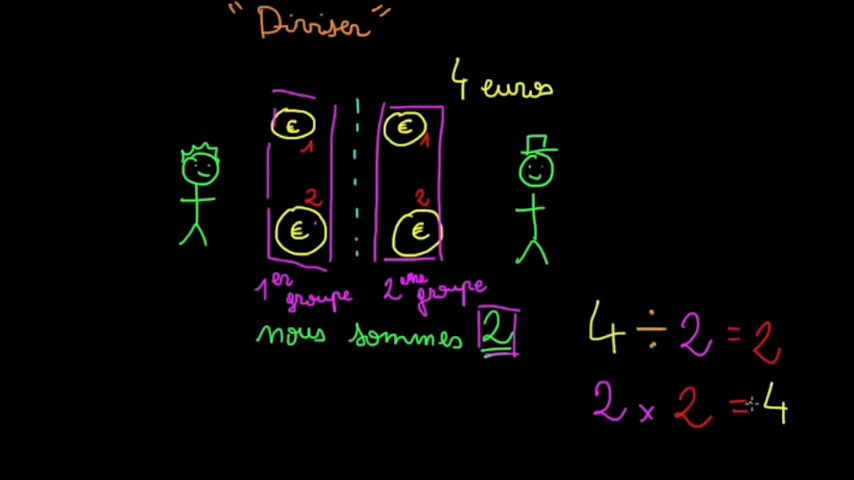 "Diviser"
4 euros
€ €
1 1
2 2
€ €
1er groupe 2eme groupe
nous sommes 2
4 ÷ 2 = 2
2 x 2 = 4